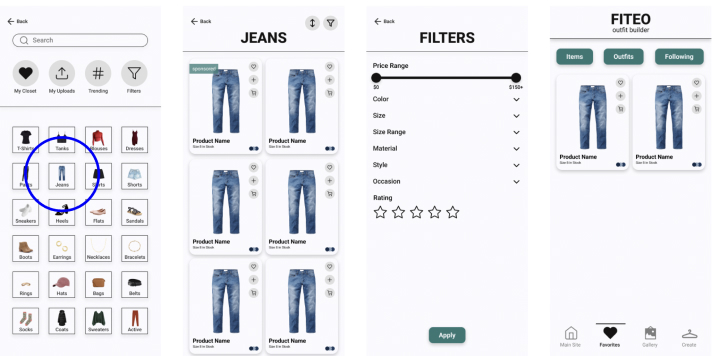 Back
Search
My Closet My Uploads Trending Filters
T-Shirts Tanks Blouses Dresses
Pants Jeans Skirts Shorts
Sneakers Heels Flats Sandals
Boots Earrings Necklaces Bracelets
Rings Hats Bags Belts
Socks Coats Sweaters Active
Back
JEANS
sponsored
Product Name Product Name
Size 8 in Stock Size 8 in Stock
Product Name Product Name
Size 8 in Stock Size 8 in Stock
Product Name Product Name
Size 8 in Stock Size 8 in Stock
Back
FILTERS
Price Range
$0 $150+
Color
Size
Size Range
Material
Style
Occasion
Rating
Apply
FITEO
outfit builder
Items Outfits Following
Product Name Product Name
Size 8 in Stock Size 8 in Stock
Main Site Favorites Gallery Create